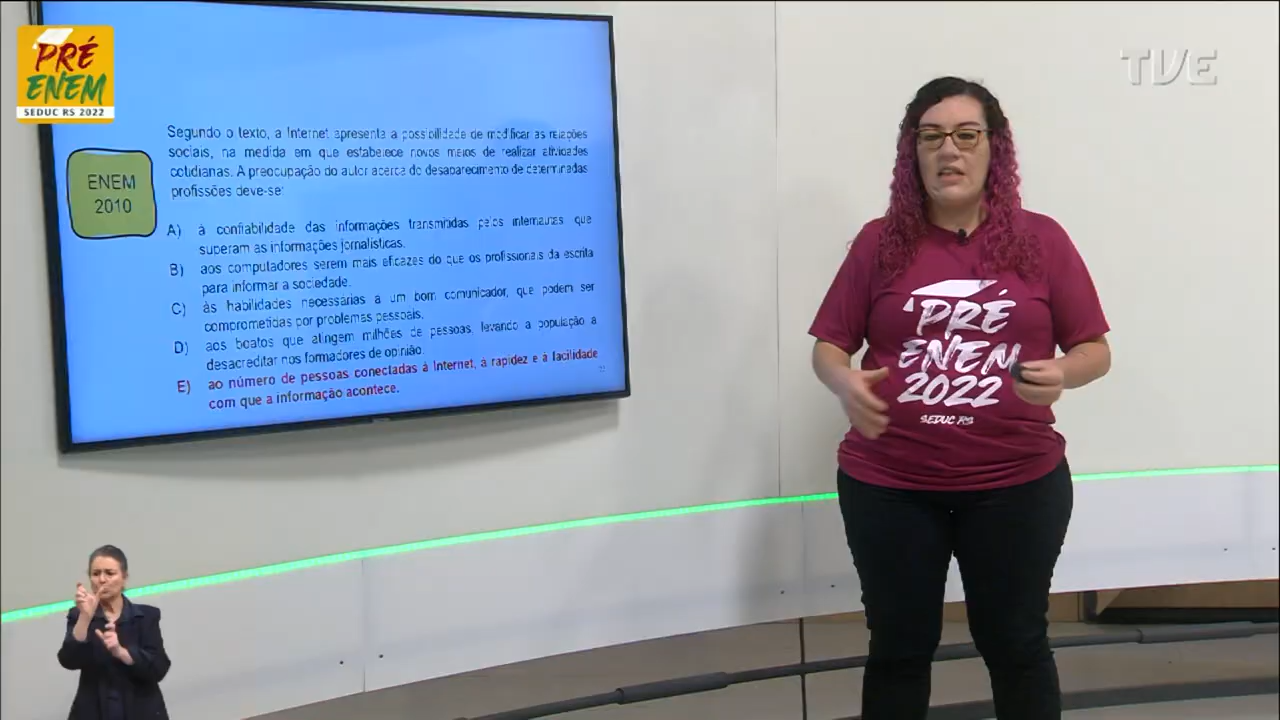 PRÉ
ENEM
SEDUC RS 2022
TVE
ENEM
2010
Segundo o texto, a Internet apresenta a possibilidade de modificar as relações
sociais, na medida em que estabelece novos meios de realizar atividades
cotidianas. A preocupação do autor acerca do desaparecimento de determinadas
profissões deve-se:
A) à confiabilidade das informações transmitidas pelos internautas que
superam as informações jornalísticas.
B) aos computadores serem mais eficazes do que os profissionais da escrita
para informar a sociedade.
C) às habilidades necessárias a um bom comunicador, que podem ser
comprometidas por problemas pessoais.
D) aos boatos que atingem milhões de pessoas, levando a população a
desacreditar nos formadores de opinião.
E) ao número de pessoas conectadas à Internet, à rapidez e à facilidade
com que a informação acontece.
PRÉ
ENEM
2022
SEDUC RS